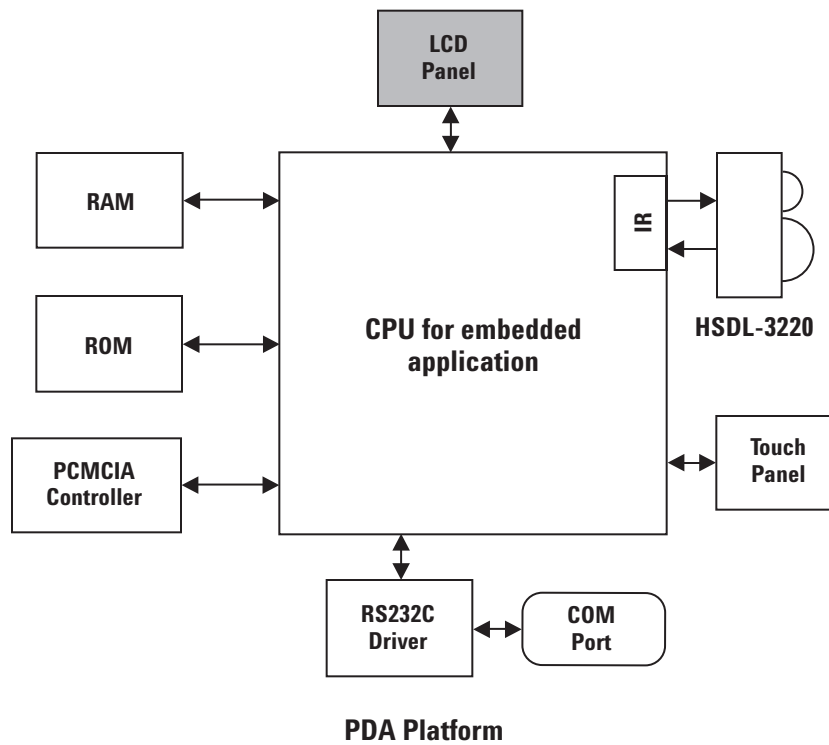 LCD
Panel
RAM
IR
HSDL-3220
ROM
CPU for embedded
application
PCMCIA
Controller
Touch
Panel
RS232C
Driver
COM
Port
PDA Platform